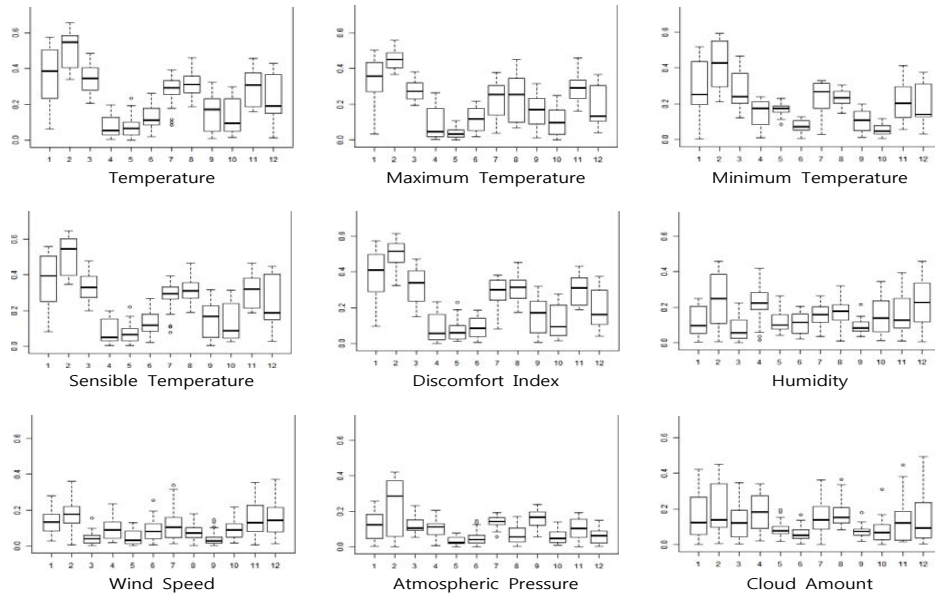 0.6
0.4
0.2
0.0
1 2 3 4 5 6 7 8 9 10 11 12
Temperature
0.6
0.4
0.2
0.0
1 2 3 4 5 6 7 8 9 10 11 12
Maximum Temperature
0.6
0.4
0.2
0.0
1 2 3 4 5 6 7 8 9 10 11 12
Minimum Temperature
0.6
0.4
0.2
0.0
1 2 3 4 5 6 7 8 9 10 11 12
Sensible Temperature
0.6
0.4
0.2
0.0
1 2 3 4 5 6 7 8 9 10 11 12
Discomfort Index
0.6
0.4
0.2
0.0
1 2 3 4 5 6 7 8 9 10 11 12
Humidity
0.6
0.4
0.2
0.0
1 2 3 4 5 6 7 8 9 10 11 12
Wind Speed
0.6
0.4
0.2
0.0
1 2 3 4 5 6 7 8 9 10 11 12
Atmospheric Pressure
0.6
0.4
0.2
0.0
1 2 3 4 5 6 7 8 9 10 11 12
Cloud Amount